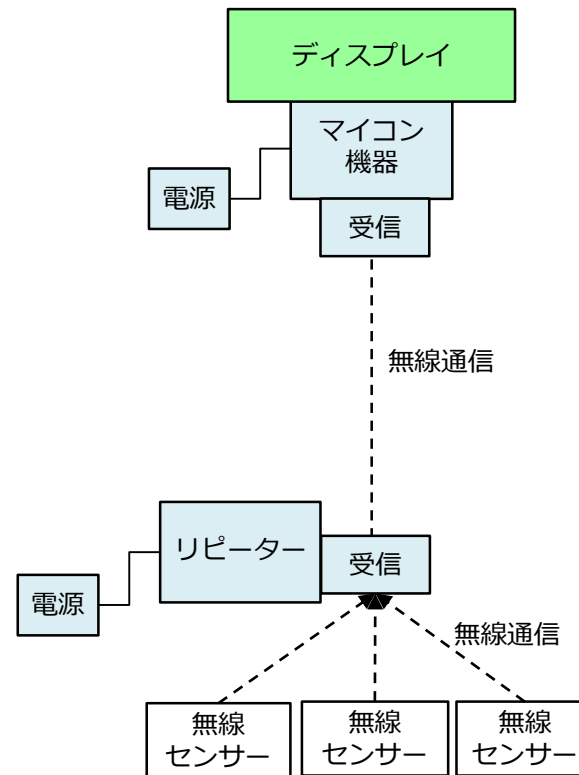 ディスプレイ
マイコン
機器
電源
受信
無線通信
リピーター
受信
電源
無線通信
無線
センサー
無線
センサー
無線
センサー